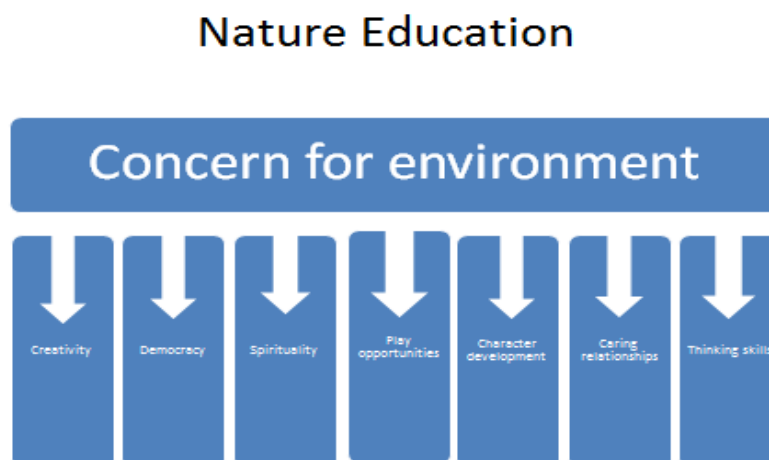 Nature Education
Concern for environment
Creativity
Democracy
Spirituality
Play
opportunities
Character
development
Caring
relationships
Thinking skills